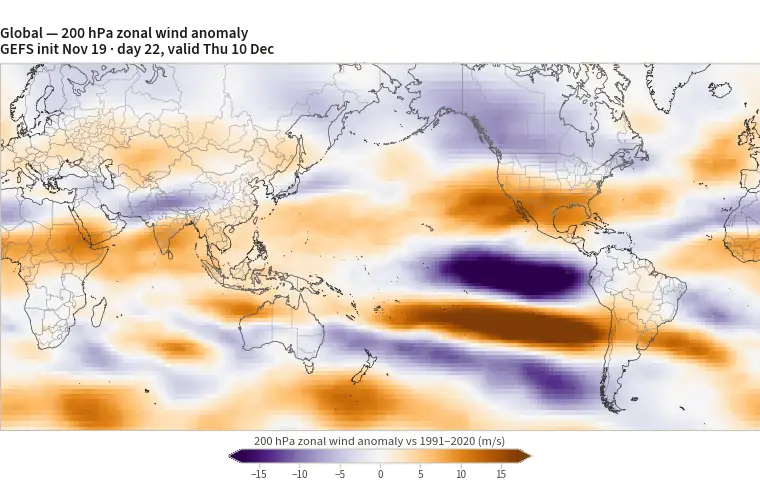 Global — 200 hPa zonal wind anomaly
GEFS init Nov 19 · day 22, valid Thu 10 Dec
200 hPa zonal wind anomaly vs 1991–2020 (m/s)
−15 −10 −5 0 5 10 15